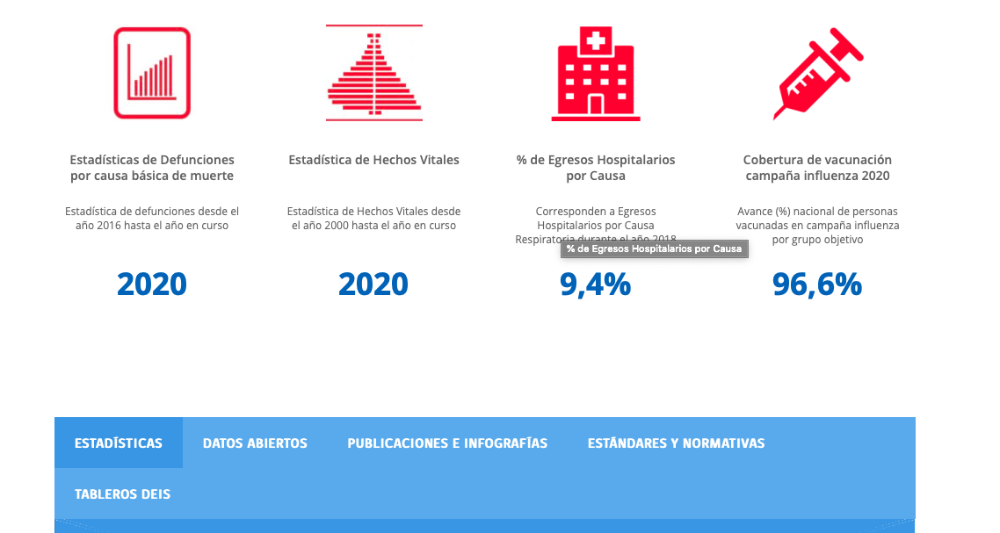 Estadísticas de Defunciones
por causa básica de muerte
Estadística de defunciones desde el
año 2016 hasta el año en curso
2020
Estadística de Hechos Vitales
Estadística de Hechos Vitales desde
el año 2000 hasta el año en curso
2020
% de Egresos Hospitalarios
por Causa
Corresponden a Egresos
Hospitalarios por Causa
Respiratoria durante el año 2018
% de Egresos Hospitalarios por Causa
9,4%
Cobertura de vacunación
campaña influenza 2020
Avance (%) nacional de personas
vacunadas en campaña influenza
por grupo objetivo
96,6%
ESTADÍSTICAS DATOS ABIERTOS PUBLICACIONES E INFOGRAFÍAS ESTÁNDARES Y NORMATIVAS
TABLEROS DEIS